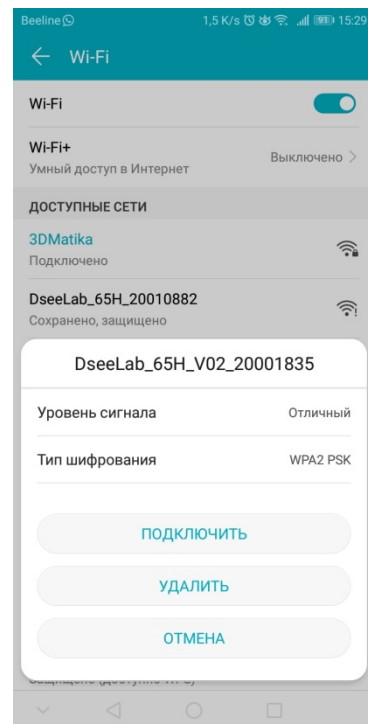 Beeline 1,5 K/s 91 15:29
Wi-Fi
Wi-Fi
Wi-Fi+
Умный доступ в Интернет
Выключено
ДОСТУПНЫЕ СЕТИ
3DMatika
Подключено
DseeLab_65H_20010882
Сохранено, защищено
DseeLab_65H_V02_20001835
Уровень сигнала Отличный
Тип шифрования WPA2 PSK
ПОДКЛЮЧИТЬ
УДАЛИТЬ
ОТМЕНА